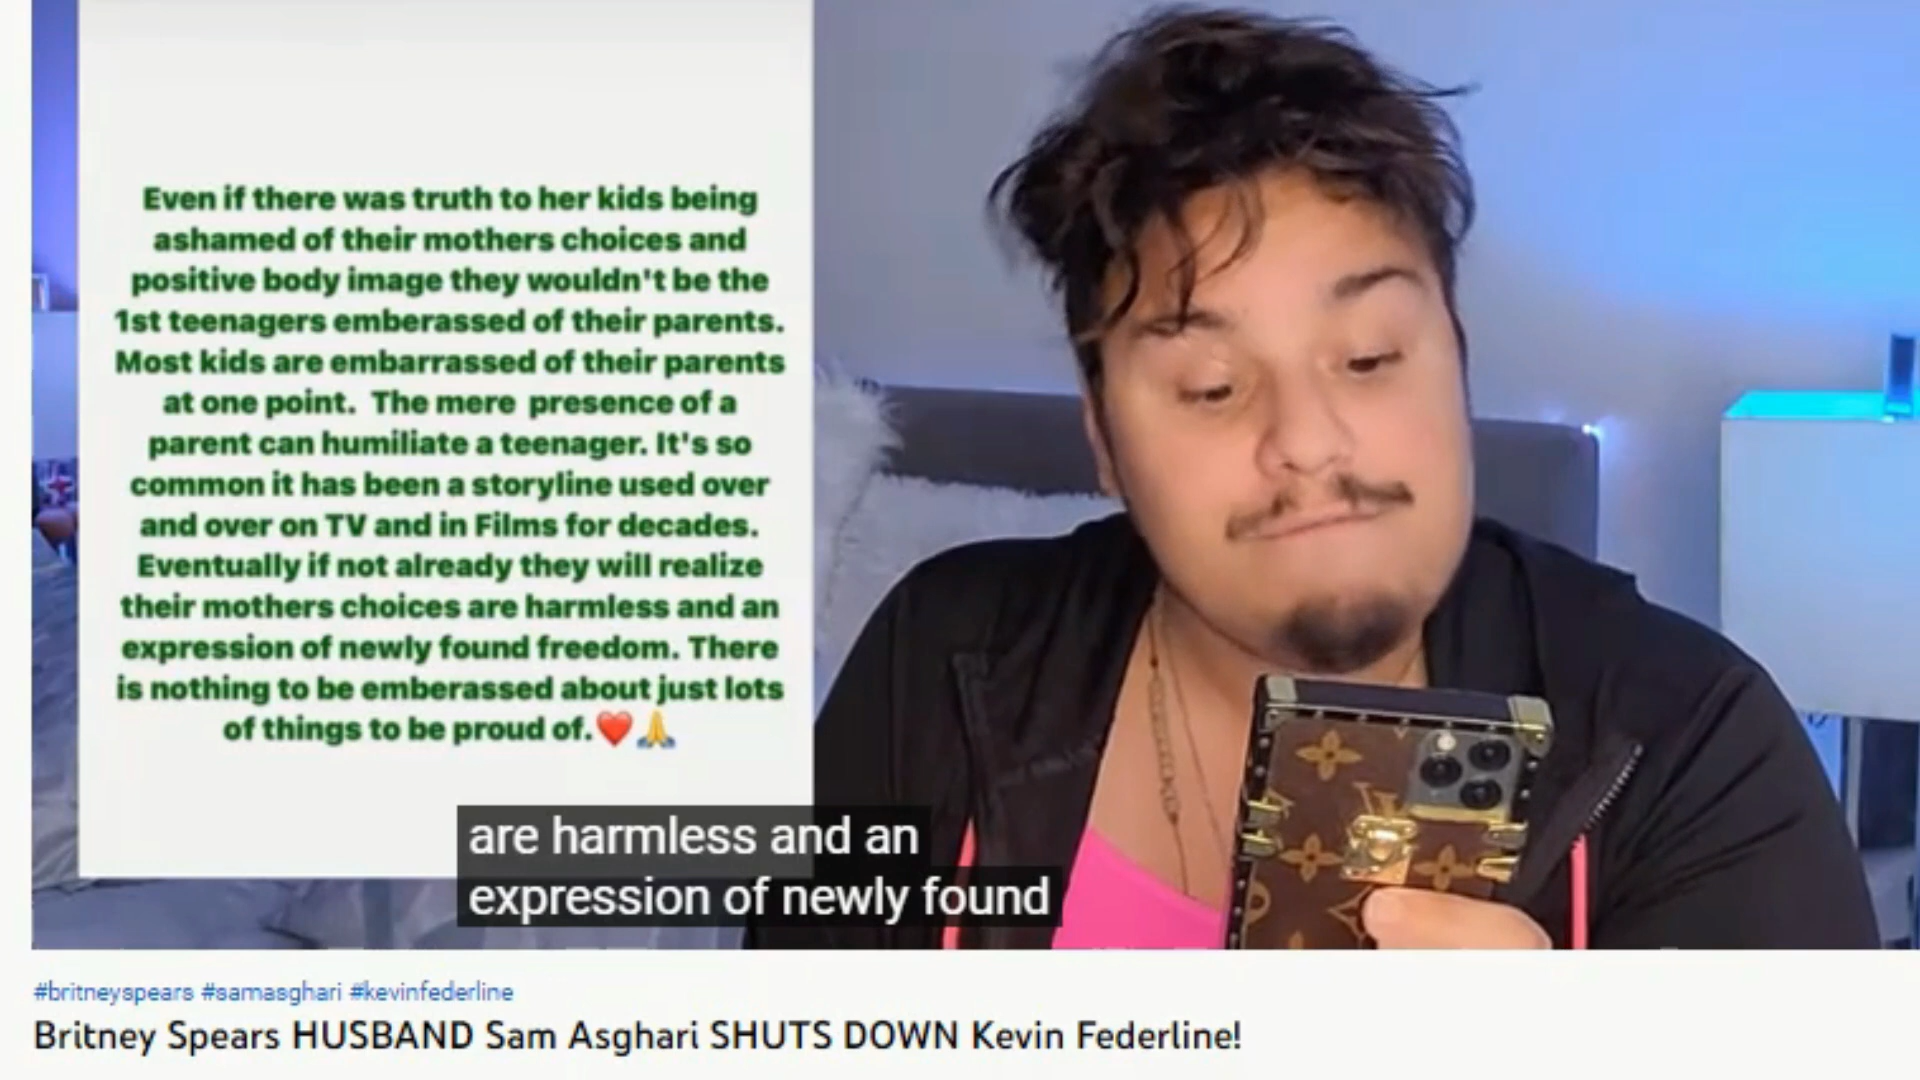 Even if there was truth to her kids being
ashamed of their mothers choices and
positive body image they wouldn't be the
1st teenagers emberassed of their parents.
Most kids are embarrassed of their parents
at one point. The mere presence of a
parent can humiliate a teenager. It's so
common it has been a storyline used over
and over on TV and in Films for decades.
Eventually if not already they will realize
their mothers choices are harmless and an
expression of newly found freedom. There
is nothing to be emberassed about just lots
of things to be proud of.❤️🙏
are harmless and an
expression of newly found
#britneyspears #samasghari #kevinfederline
Britney Spears HUSBAND Sam Asghari SHUTS DOWN Kevin Federline!